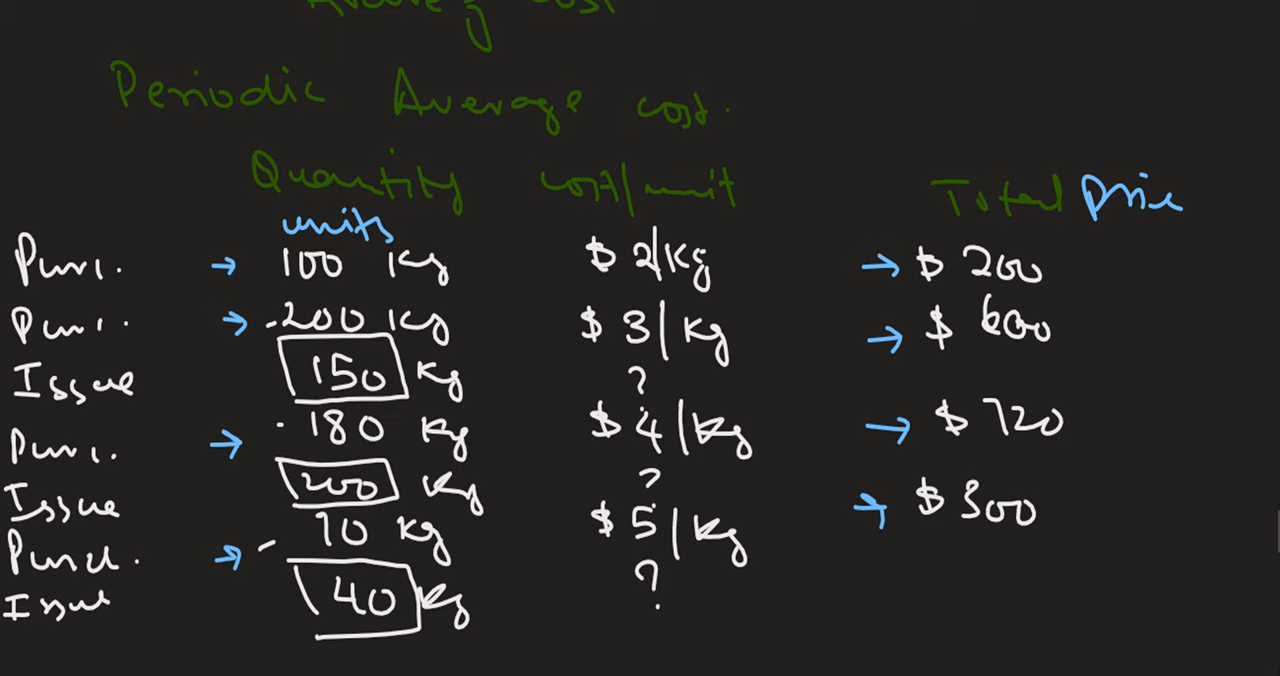 Average cost
Periodic Average cost.
Quantity cost/unit Total Price
units
Purc. → 100 Kg $ 2/Kg → $ 200
Purc. → 200 Kg $ 3/Kg → $ 600
Issue 150 Kg ?
Purc. → 180 Kg $ 4/Kg → $ 720
Issue 200 Kg ?
→ 70 Kg $ 5/Kg → $
Issue 40 Kg ?